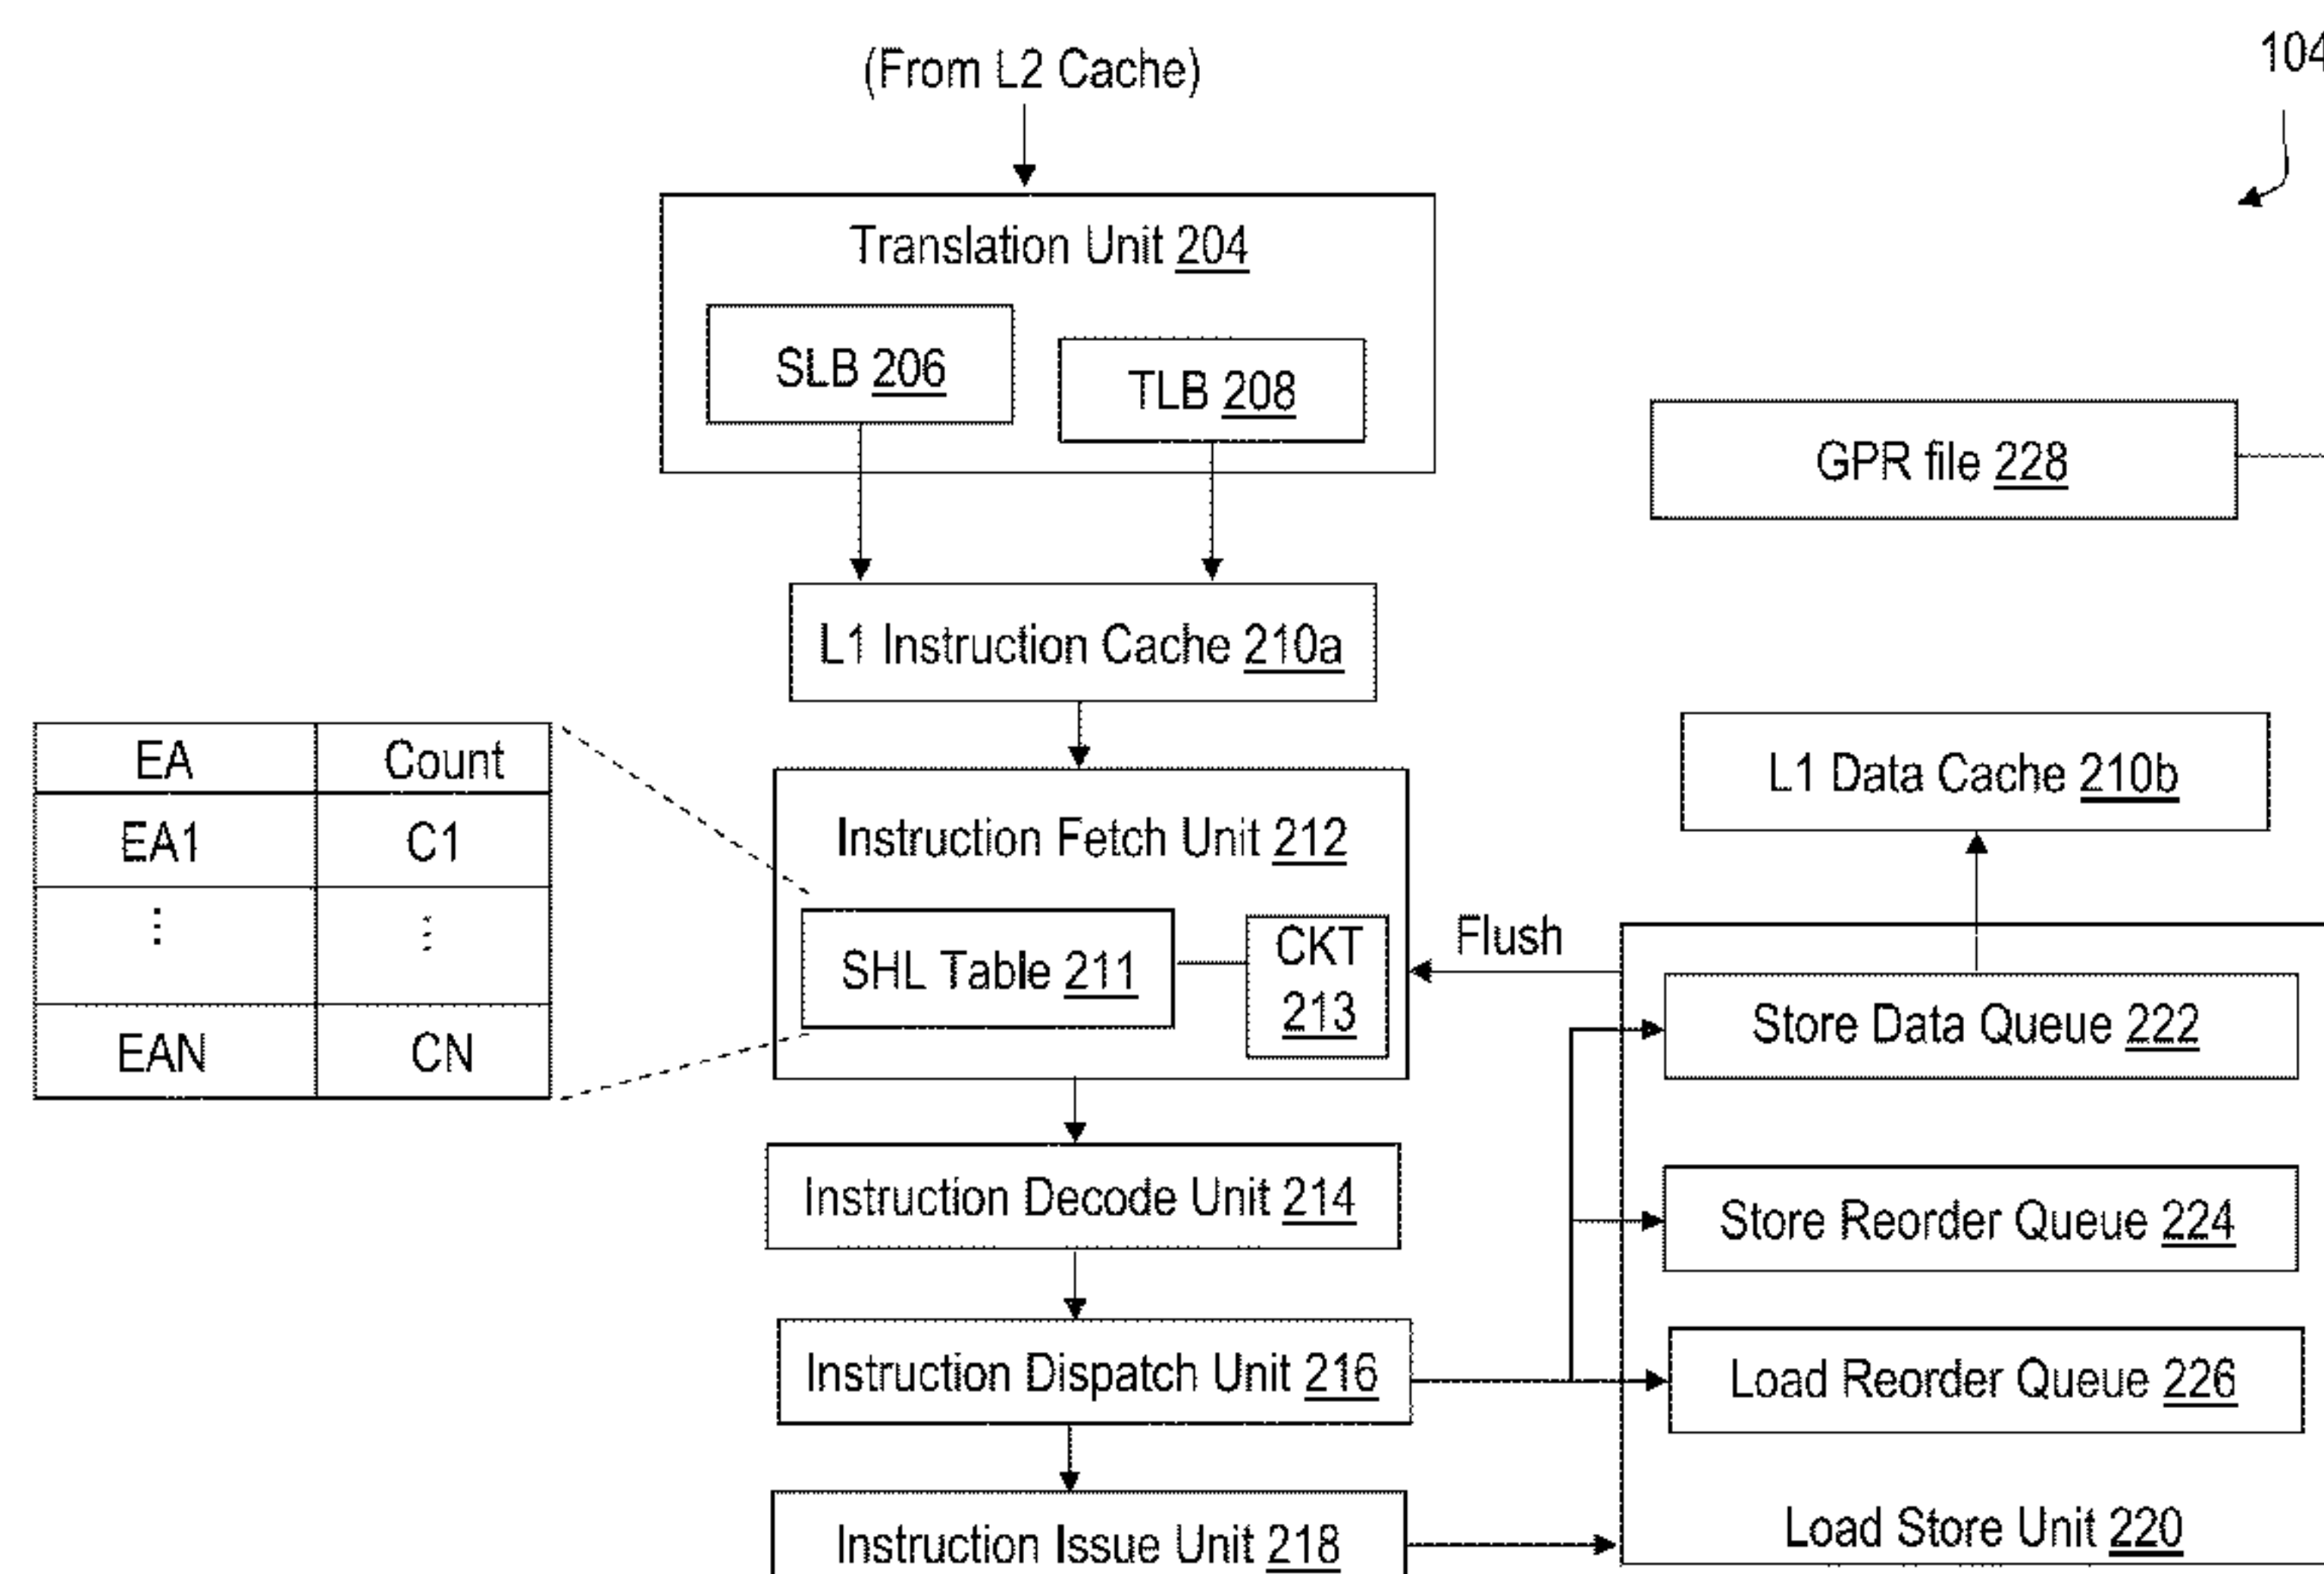 (From L2 Cache)
104
Translation Unit 204
SLB 206
TLB 208
GPR file 228
L1 Instruction Cache 210a
EA Count
EA1 C1
⋮ ⋮
EAN CN
L1 Data Cache 210b
Instruction Fetch Unit 212
SHL Table 211
CKT
213
Flush
Store Data Queue 222
Instruction Decode Unit 214
Store Reorder Queue 224
Instruction Dispatch Unit 216
Load Reorder Queue 226
Instruction Issue Unit 218
Load Store Unit 220